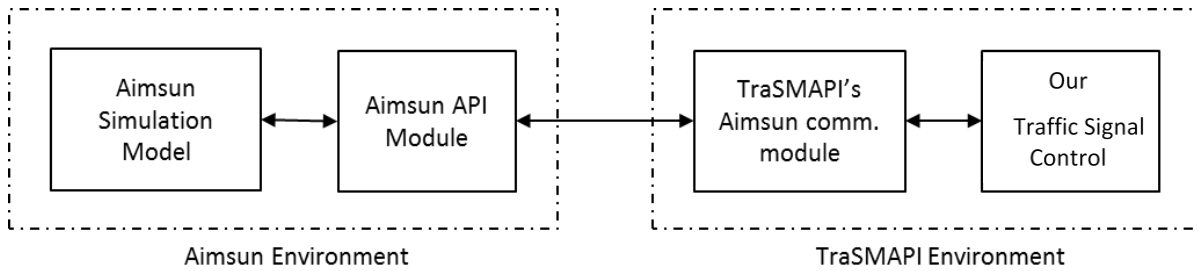 Aimsun
Simulation
Model
Aimsun API
Module
TraSMAPI's
Aimsun comm.
module
Our
Traffic Signal
Control
Aimsun Environment
TraSMAPI Environment